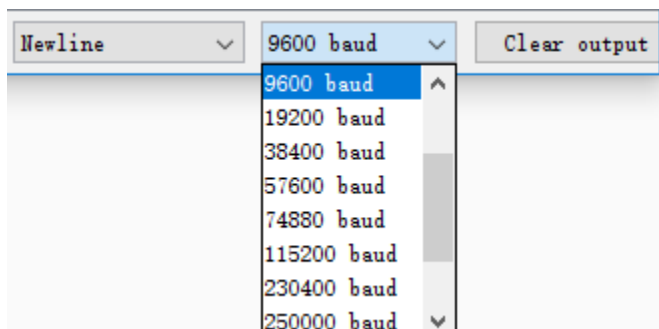 Newline 9600 baud Clear output
9600 baud
19200 baud
38400 baud
57600 baud
74880 baud
115200 baud
230400 baud
250000 baud